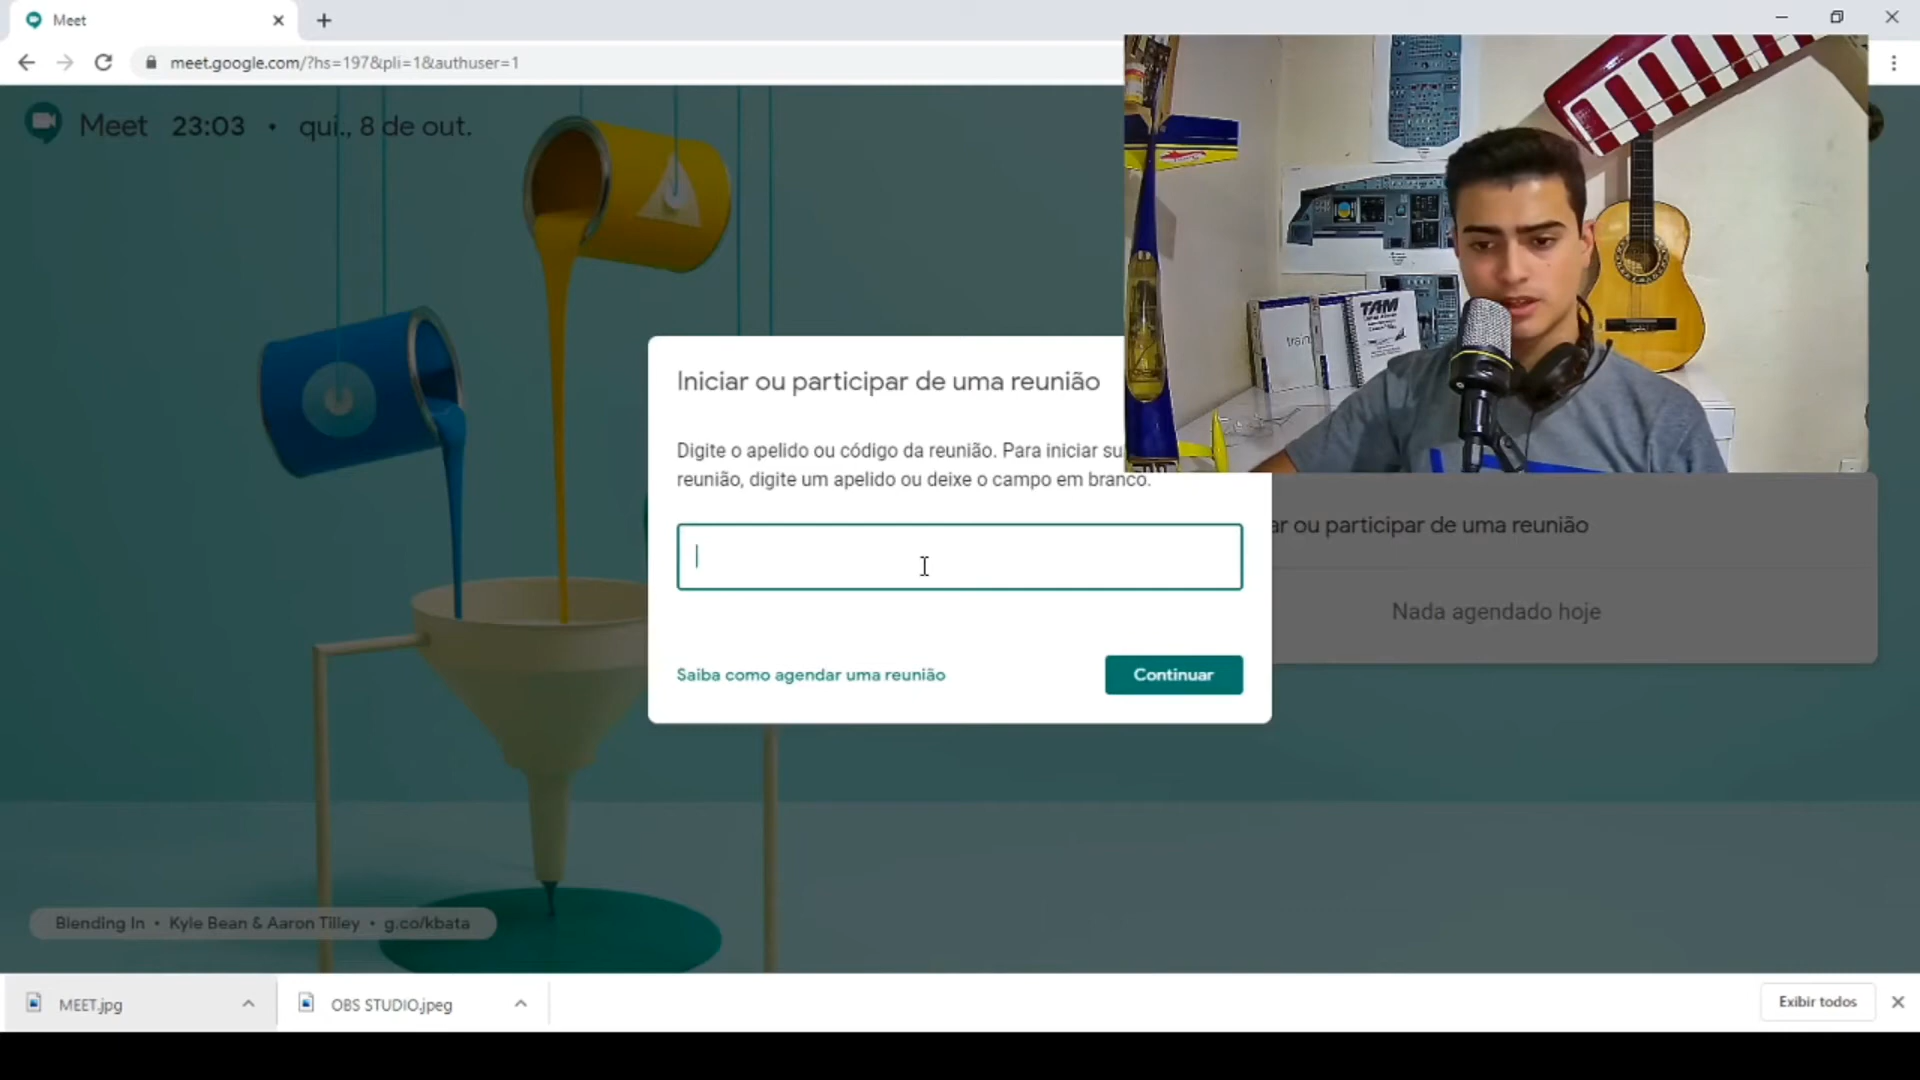 Meet
meet.google.com/?hs=197&pli=1&authuser=1
Meet 23:03 • qui., 8 de out.
TAM
Iniciar ou participar de uma reunião
Digite o apelido ou código da reunião. Para iniciar su
reunião, digite um apelido ou deixe o campo em branco.
ar ou participar de uma reunião
Nada agendado hoje
Saiba como agendar uma reunião
Continuar
Blending In • Kyle Bean & Aaron Tilley • g.co/kbata
MEET.jpg
OBS STUDIO.jpeg
Exibir todos